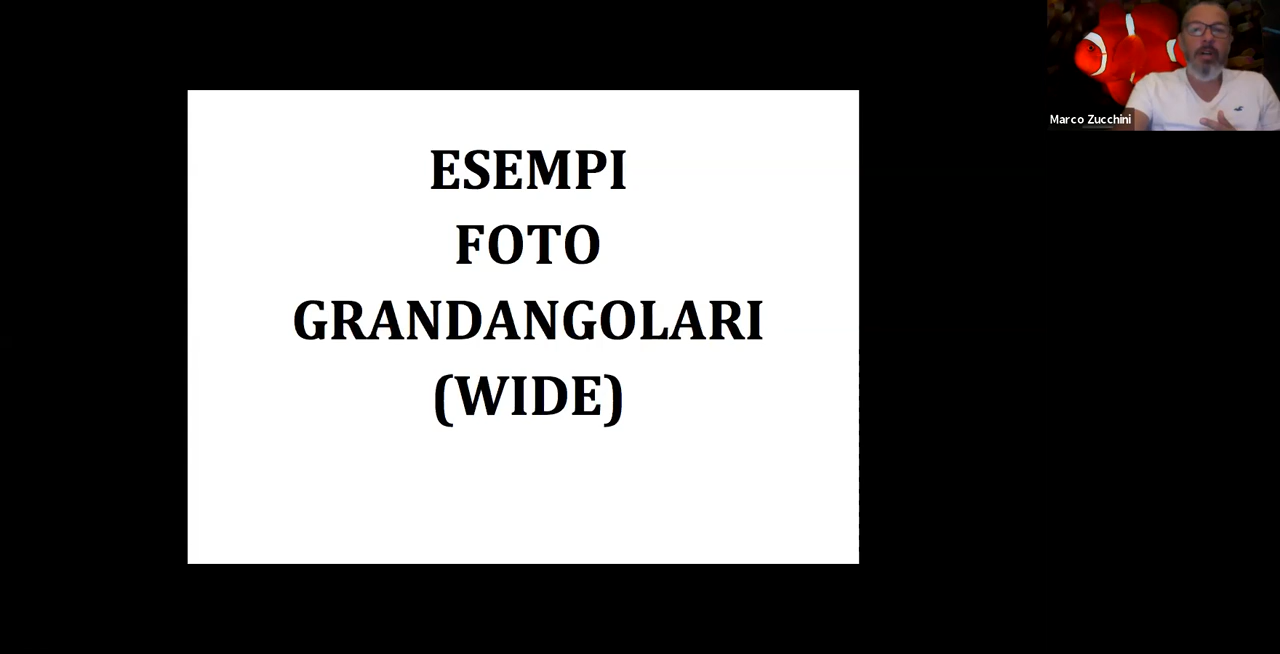 ESEMPI
FOTO
GRANDANGOLARI
(WIDE)
Marco Zucchini